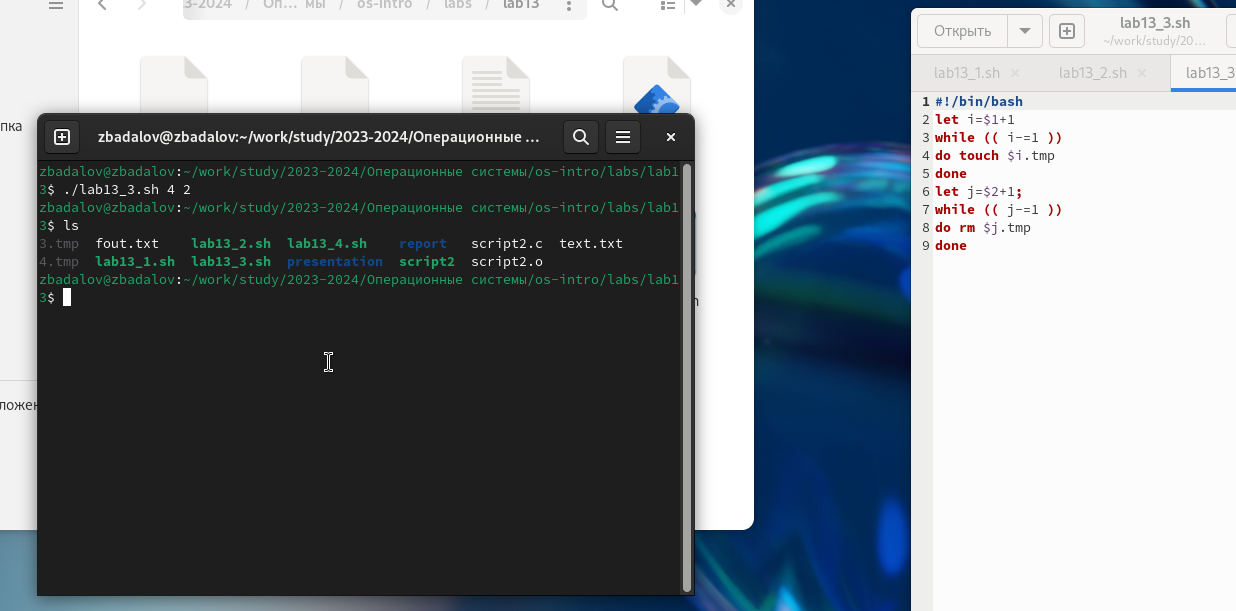 3-2024 / Оп… мы / os-intro / labs / lab13
пка
ложен
zbadalov@zbadalov:~/work/study/2023-2024/Операционные …
zbadalov@zbadalov:~/work/study/2023-2024/Операционные системы/os-intro/labs/lab1
3$ ./lab13_3.sh 4 2
zbadalov@zbadalov:~/work/study/2023-2024/Операционные системы/os-intro/labs/lab1
3$ ls
3.tmp fout.txt lab13_2.sh lab13_4.sh report script2.c text.txt
4.tmp lab13_1.sh lab13_3.sh presentation script2 script2.o
zbadalov@zbadalov:~/work/study/2023-2024/Операционные системы/os-intro/labs/lab1
3$
Открыть
lab13_3.sh
~/work/study/20…
lab13_1.sh × lab13_2.sh × lab13_3
1 #!/bin/bash
2 let i=$1+1
3 while (( i-=1 ))
4 do touch $i.tmp
5 done
6 let j=$2+1;
7 while (( j-=1 ))
8 do rm $j.tmp
9 done